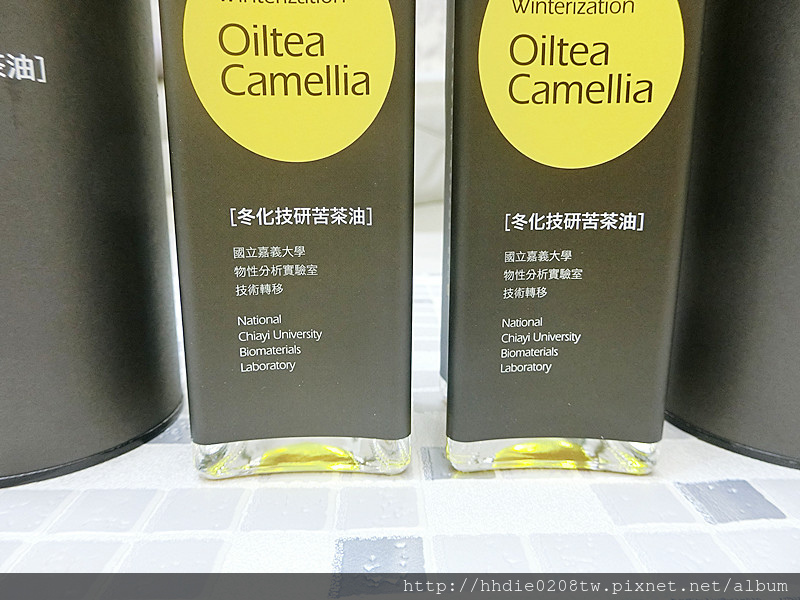 茶油]
Winterization
Oiltea
Camellia
[冬化技研苦茶油]
國立嘉義大學
物性分析實驗室
技術轉移
National
Chiayi University
Biomaterials
Laboratory
Winterization
Oiltea
Camellia
[冬化技研苦茶油]
國立嘉義大學
物性分析實驗室
技術轉移
National
Chiayi University
Biomaterials
Laboratory
http://hhdie0208tw.pixnet.net/album